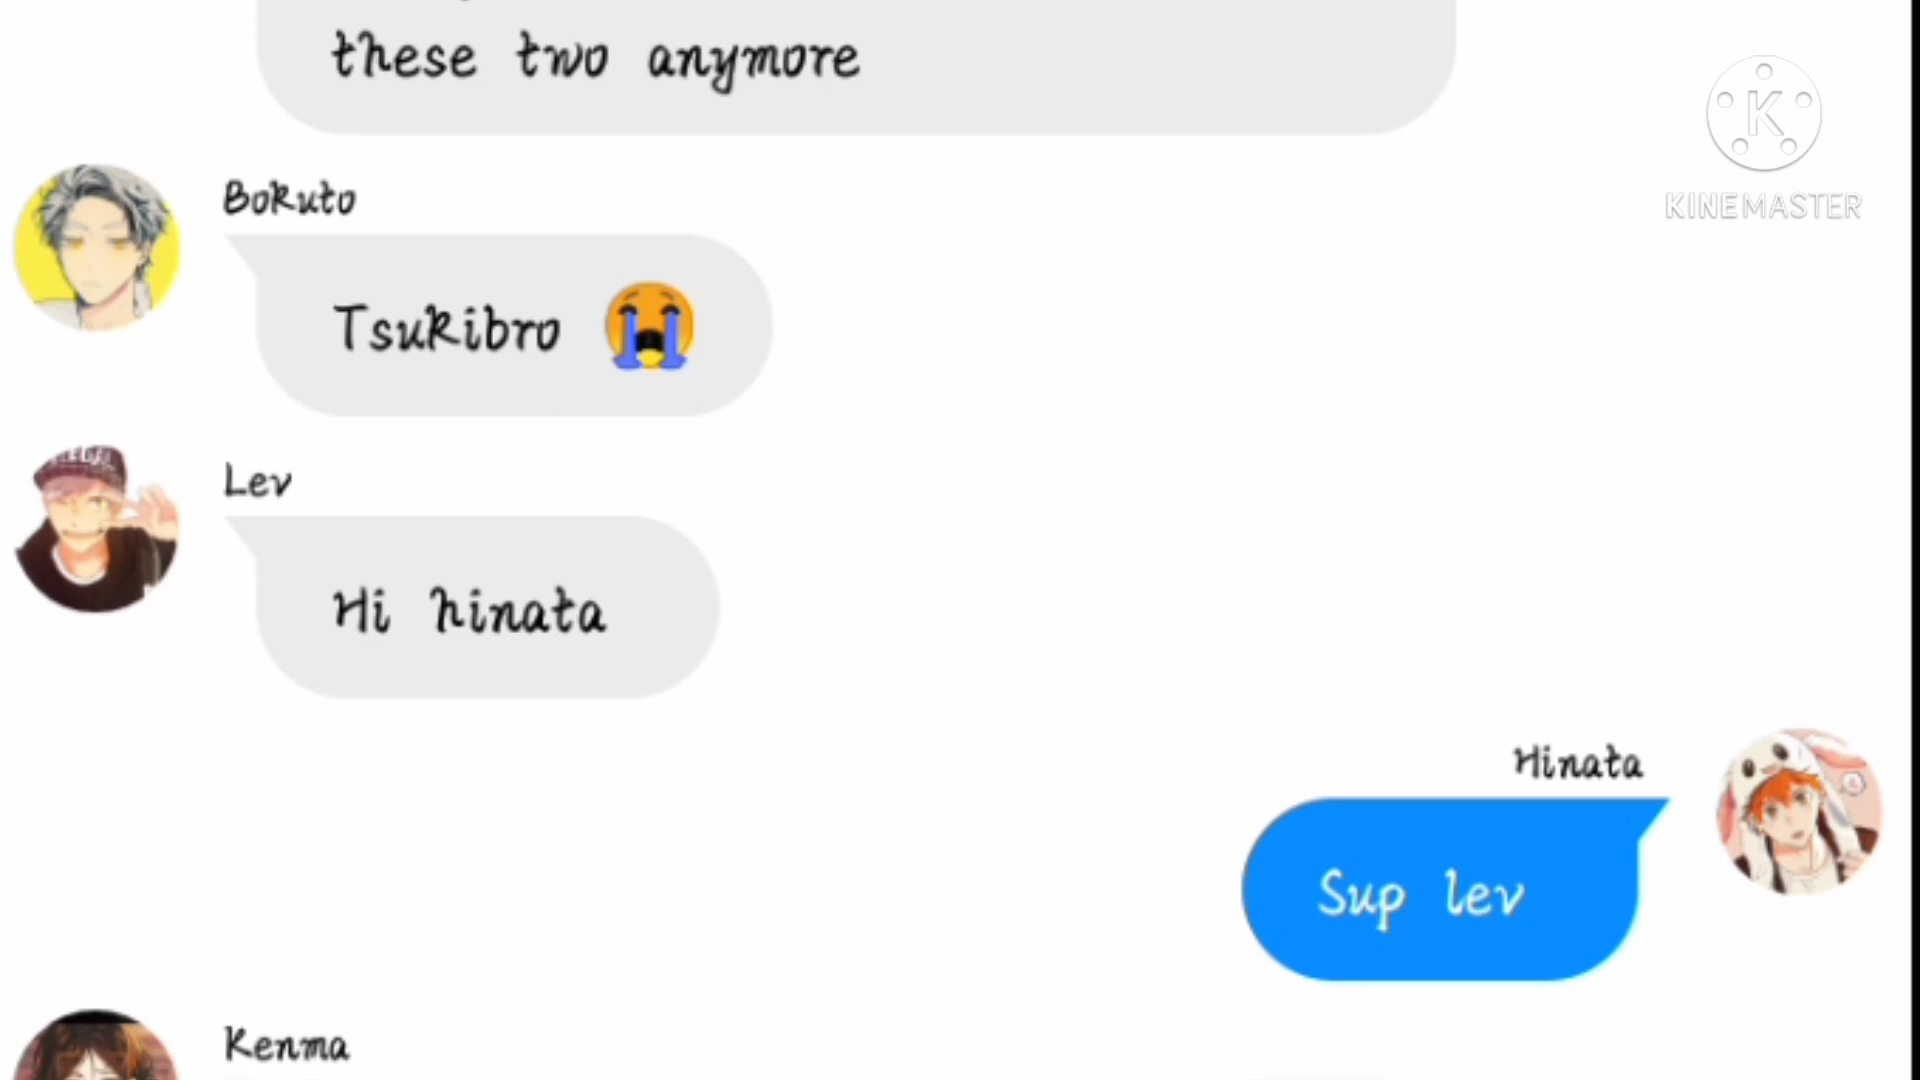 these two anymore
K
KINEMASTER
Bokuto
Tsukibro 😭
Lev
Hi hinata
Hinata
Sup lev
Kenma